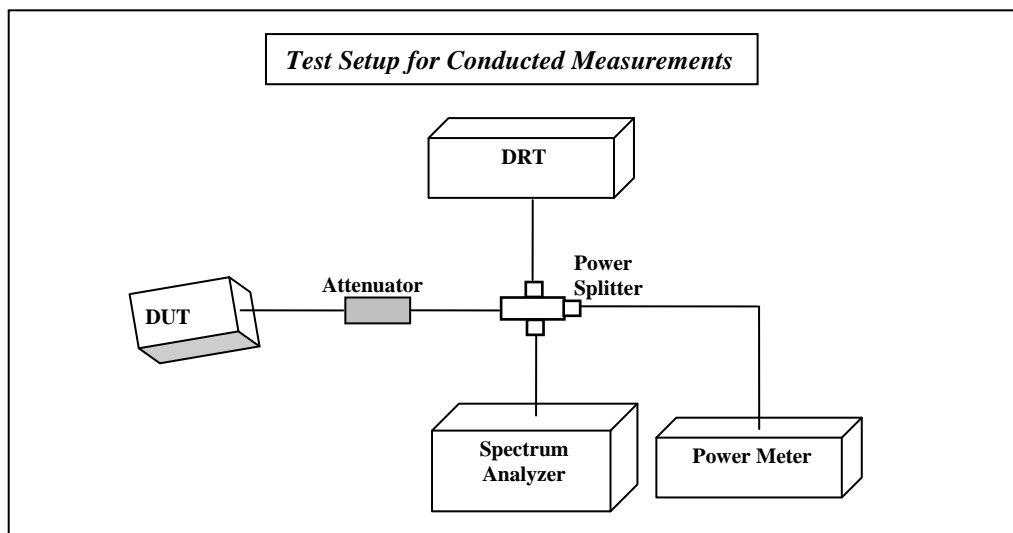 Test Setup for Conducted Measurements
DRT
Power
Splitter
Attenuator
DUT
Spectrum
Analyzer
Power Meter